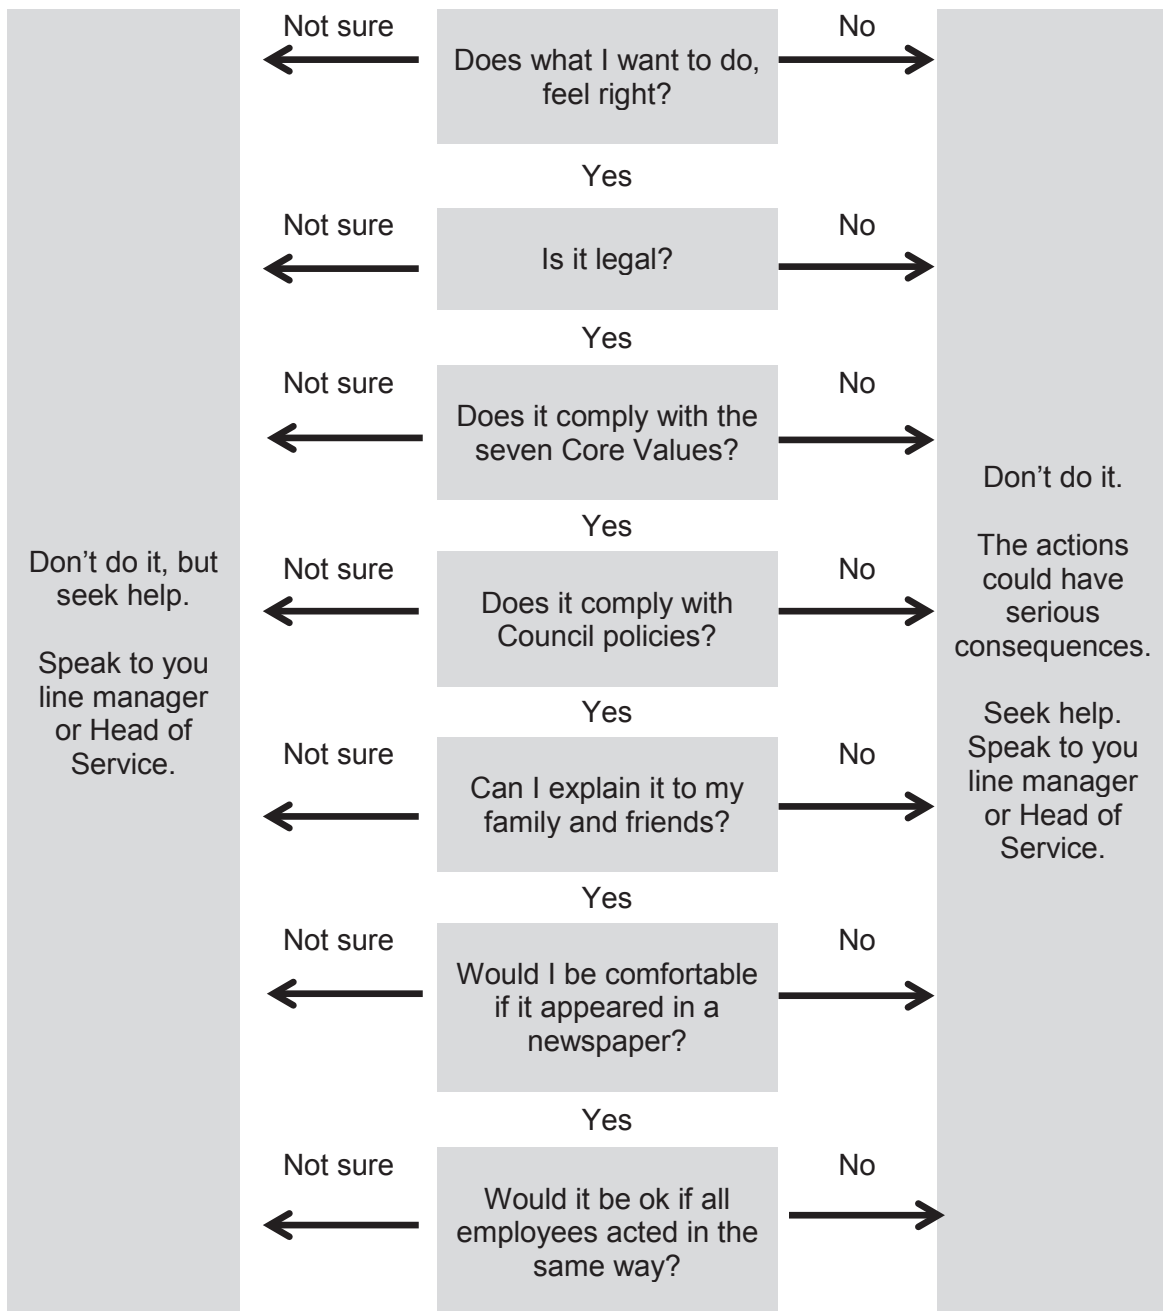 Not sure
Does what I want to do,
feel right?
No
Yes
Not sure
Is it legal?
No
Yes
Not sure
Does it comply with the
seven Core Values?
No
Yes
Not sure
Does it comply with
Council policies?
No
Yes
Not sure
Can I explain it to my
family and friends?
No
Yes
Not sure
Would I be comfortable
if it appeared in a
newspaper?
No
Yes
Not sure
Would it be ok if all
employees acted in the
same way?
No
Don’t do it, but
seek help.
Speak to you
line manager
or Head of
Service.
Don’t do it.
The actions
could have
serious
consequences.
Seek help.
Speak to you
line manager
or Head of
Service.